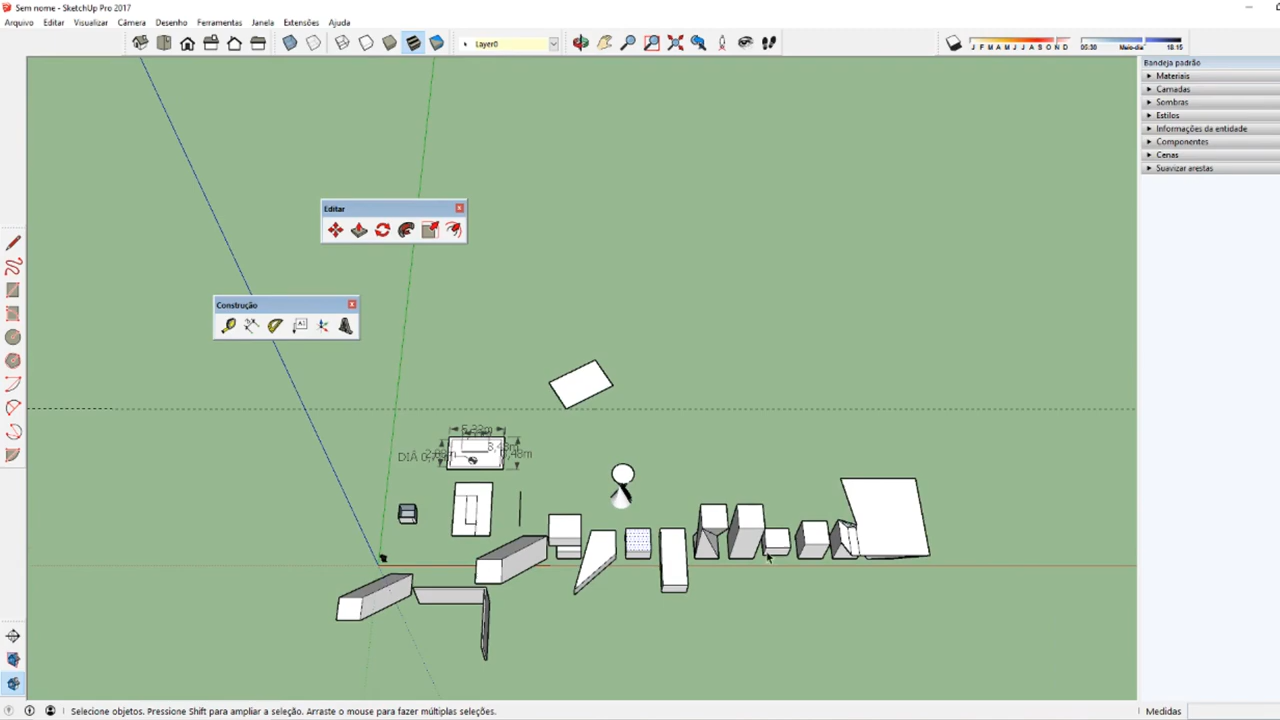 Sem nome - SketchUp Pro 2017
Arquivo Editar Visualizar Câmera Desenho Ferramentas Janela Extensões Ajuda
Layer0
J F M A M J J A S O N D
05:30 Meio-dia 18:15
Bandeja padrão
Materiais
Camadas
Sombras
Estilos
Informações da entidade
Componentes
Cenas
Suavizar arestas
Editar
Construção
A1
DIÂ
Selecione objetos. Pressione Shift para ampliar a seleção. Arraste o mouse para fazer múltiplas seleções.
Medidas